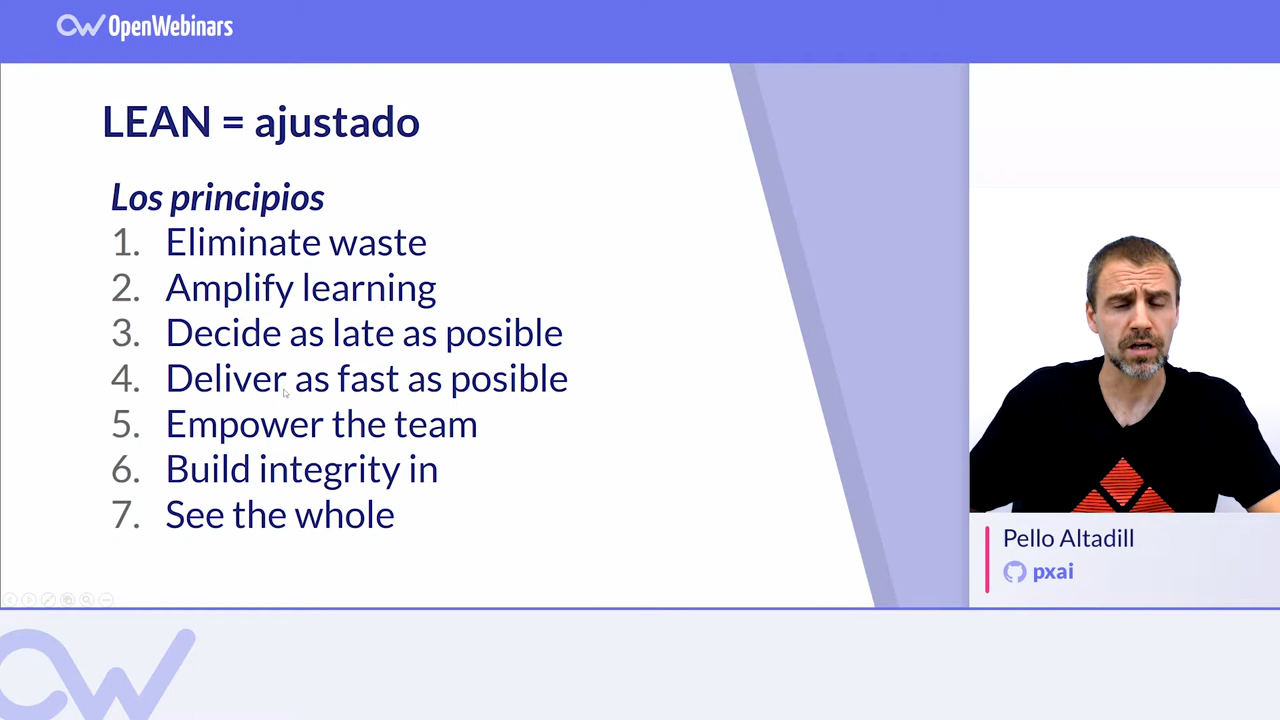 OpenWebinars
LEAN = ajustado
Los principios
1. Eliminate waste
2. Amplify learning
3. Decide as late as posible
4. Deliver as fast as posible
5. Empower the team
6. Build integrity in
7. See the whole
Pello Altadill
pxai